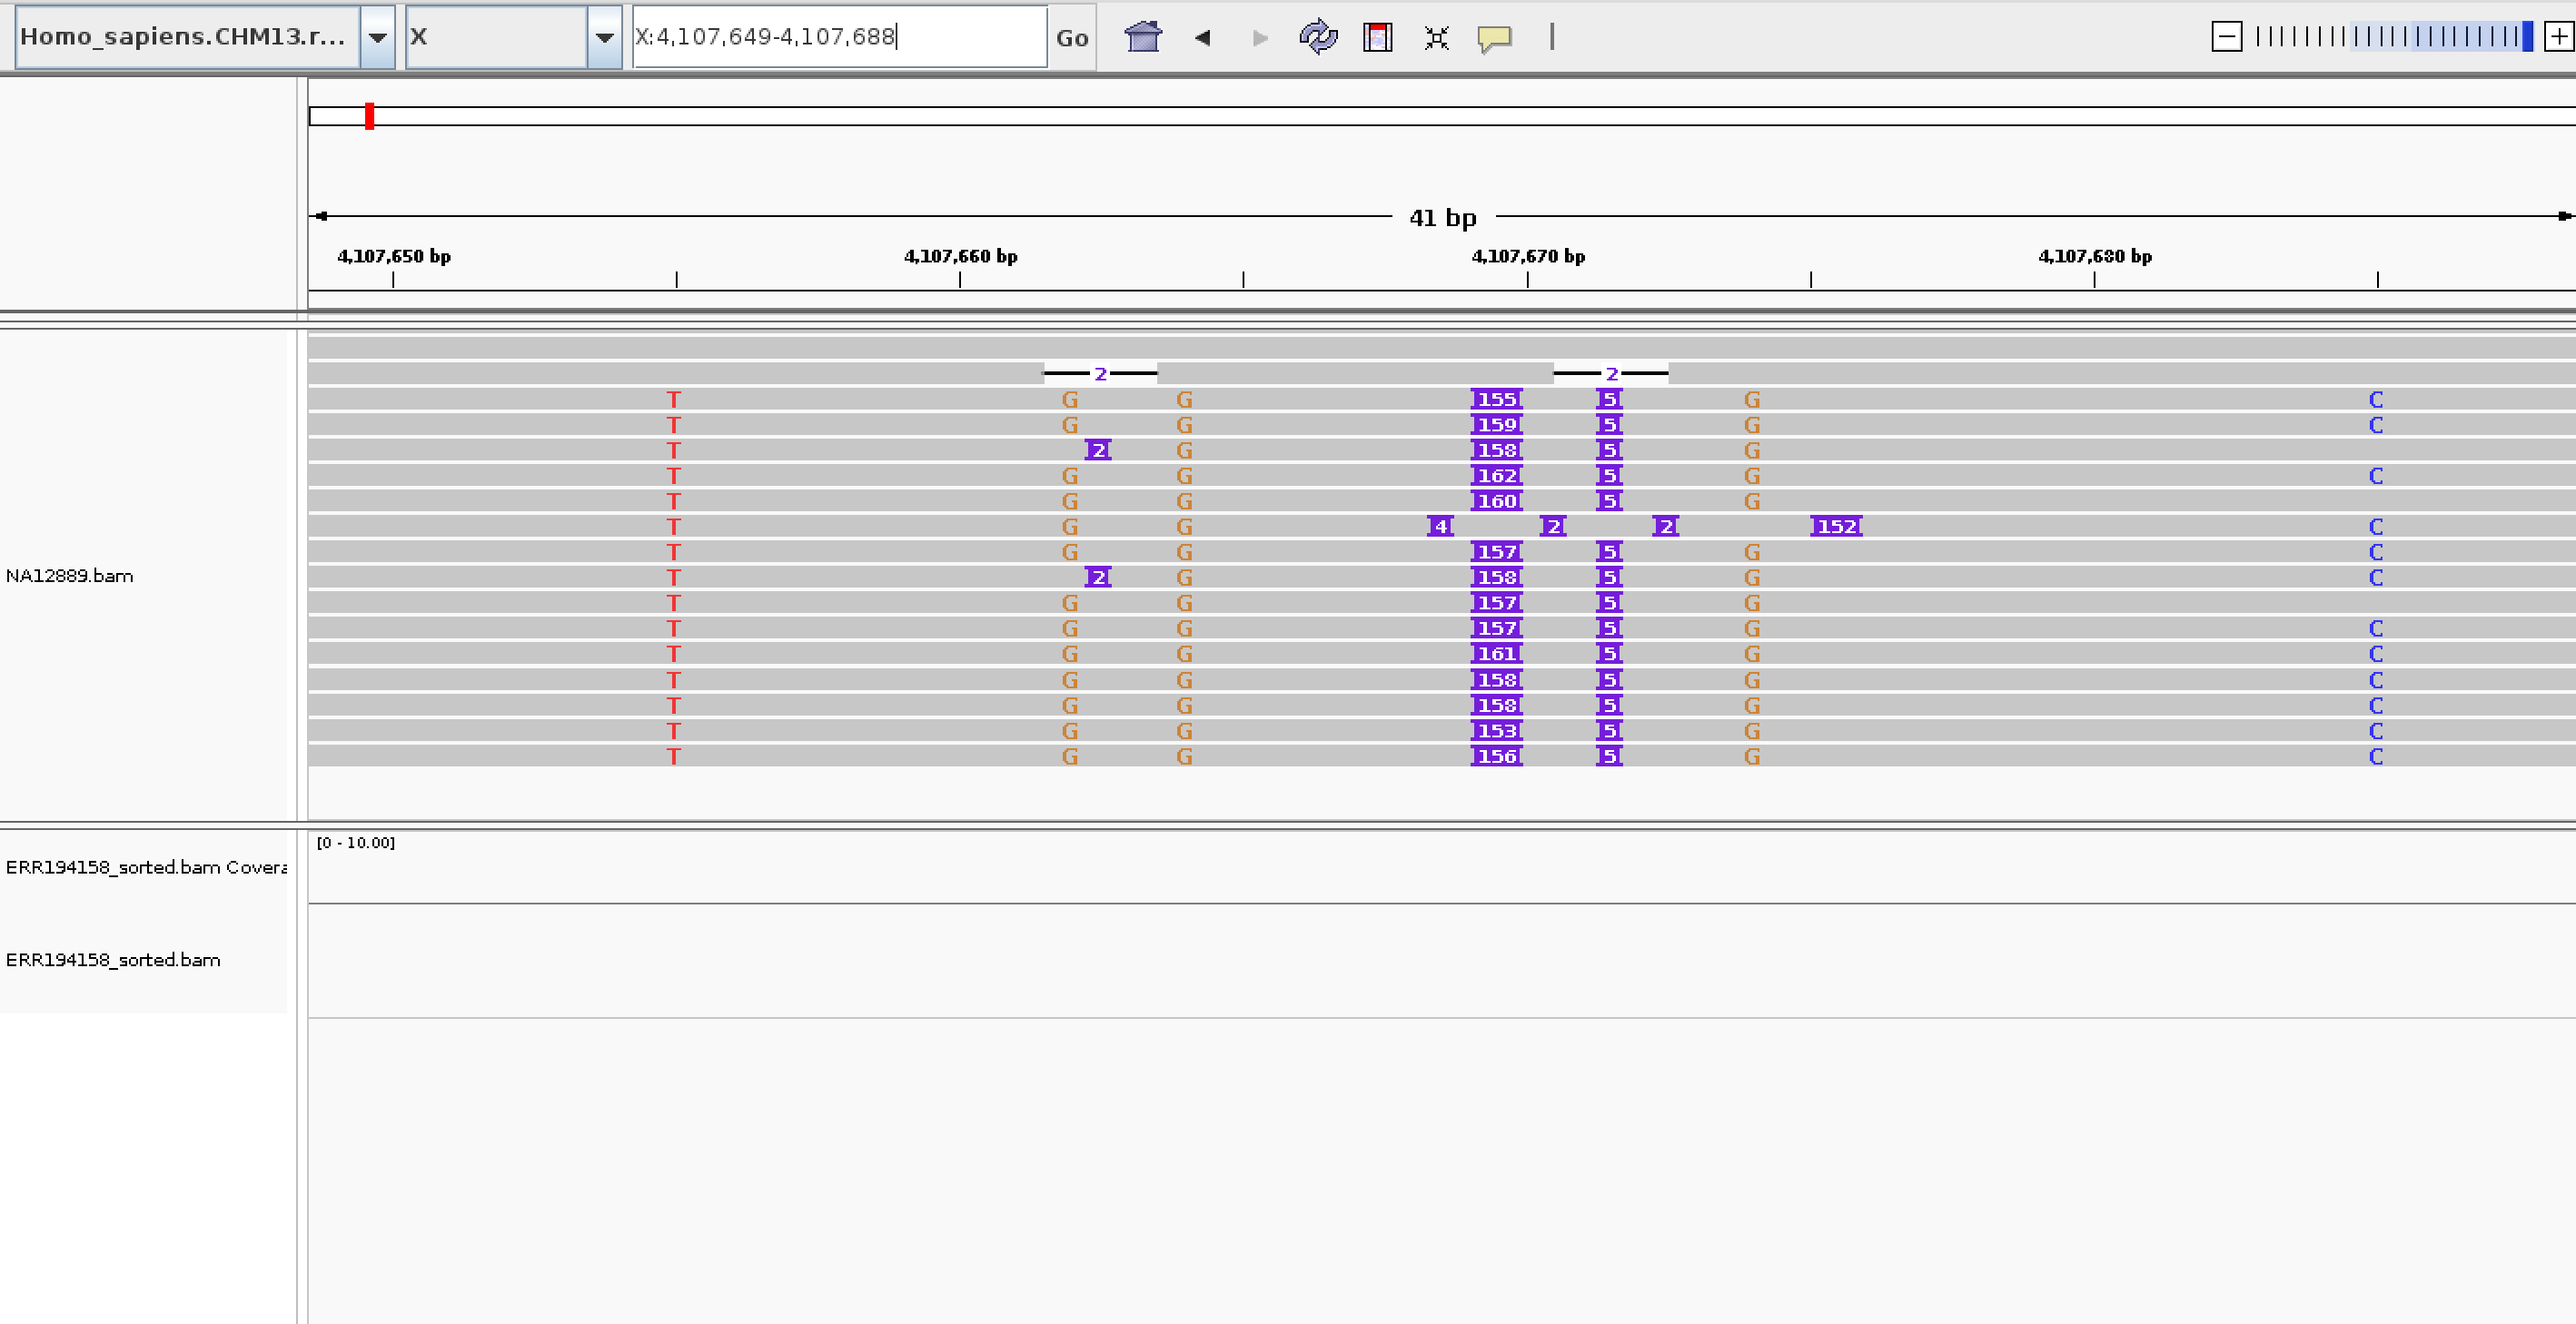 Homo_sapiens.CHM13.r... X X:4,107,649-4,107,688 Go
41 bp
4,107,650 bp 4,107,660 bp 4,107,670 bp 4,107,680 bp
2 2
T G G 155 5 G C
T G G 159 5 G C
T 2 G 158 5 G
T G G 162 5 G C
T G G 160 5 G
T G G 4 2 2 152 C
T G G 157 5 G C
NA12889.bam T 2 G 158 5 G C
T G G 157 5 G
T G G 157 5 G C
T G G 161 5 G C
T G G 158 5 G C
T G G 158 5 G C
T G G 153 5 G C
T G G 156 5 G C
[0 - 10.00]
ERR194158_sorted.bam Covera
ERR194158_sorted.bam